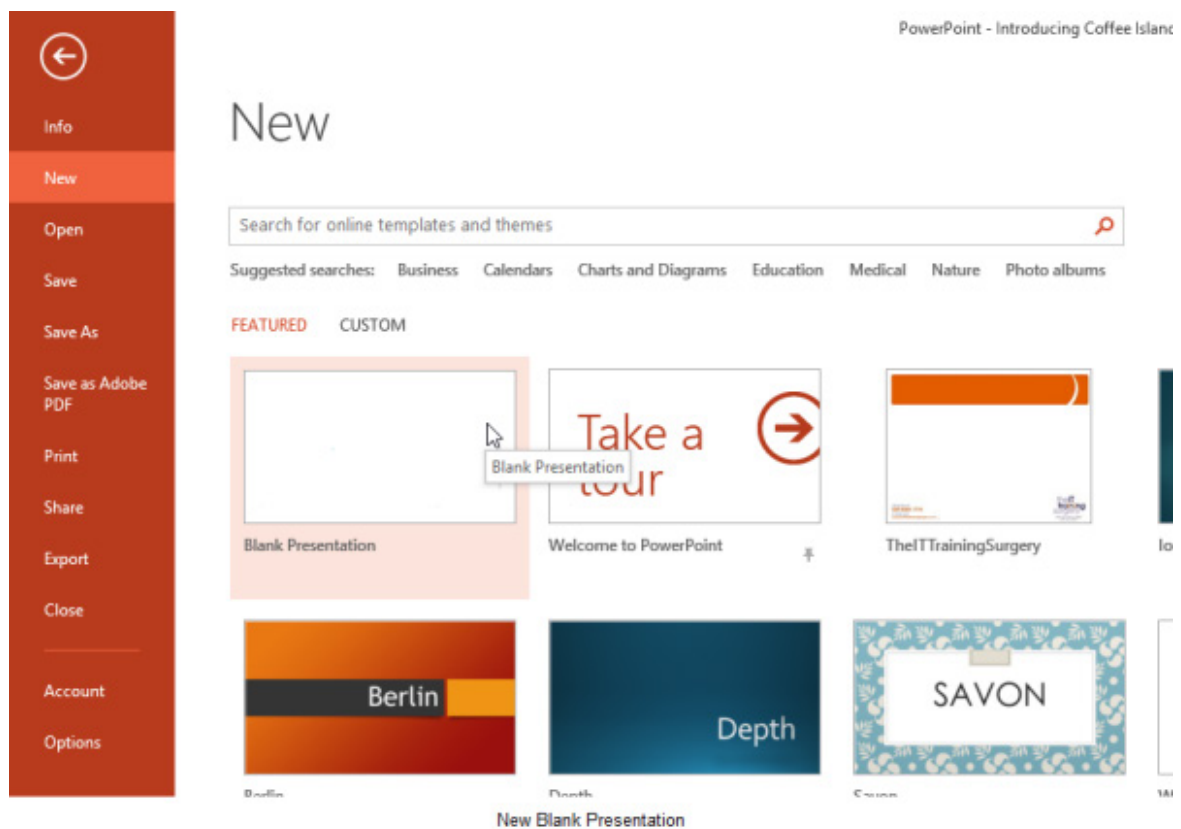 PowerPoint - Introducing Coffee Island
Info
New
Open
Save
Save As
Save as Adobe
PDF
Print
Share
Export
Close
Account
Options
New
Search for online templates and themes
Suggested searches: Business Calendars Charts and Diagrams Education Medical Nature Photo albums
FEATURED CUSTOM
Take a
tour
Blank Presentation
Blank Presentation
Welcome to PowerPoint
TheITTrainingSurgery
Berlin
Depth
SAVON
Berlin
Depth
Savon
New Blank Presentation